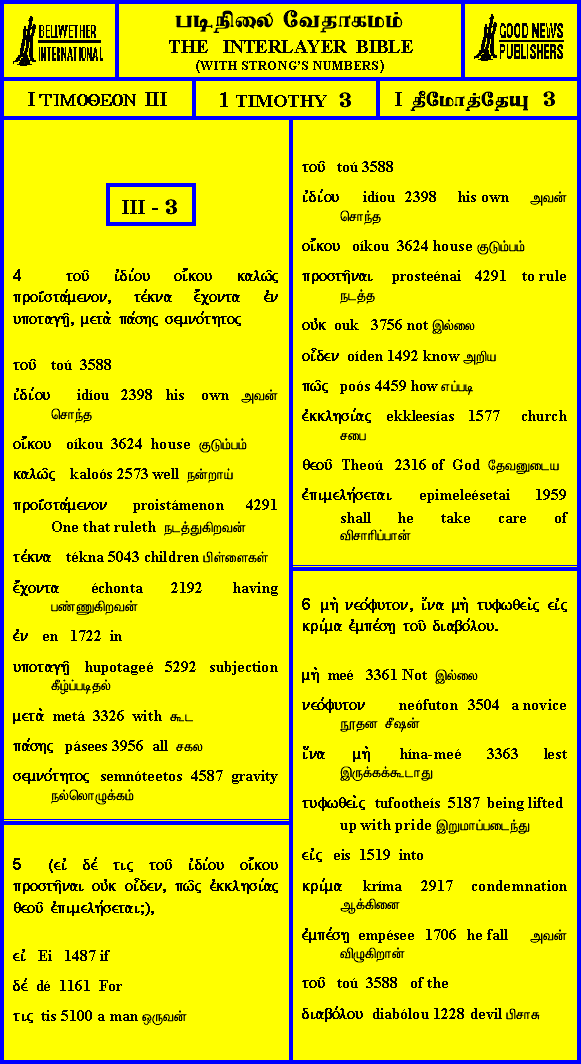 BELLWETHER
INTERNATIONAL
படிநிலை வேதாகமம்
THE INTERLAYER BIBLE
(WITH STRONG'S NUMBERS)
GOOD NEWS
PUBLISHERS
I ΤΙΜΟΘΕΟΝ III
1 TIMOTHY 3
I தீமோத்தேயு 3
III - 3
4 τοῦ ἰδίου οἴκου καλῶς
προϊστάμενον, τέκνα ἔχοντα ἐν
υποταγῇ, μετὰ πάσης σεμνότητος
τοῦ toú 3588
ἰδίου idíou 2398 his own அவன்
சொந்த
οἴκου oíkou 3624 house குடும்பம்
καλῶς kaloós 2573 well நன்றாய்
προΐστάμενον proistámenon 4291
One that ruleth நடத்துகிறவன்
τέκνα tékna 5043 children பிள்ளைகள்
ἔχοντα échonta 2192 having
பண்ணுகிறவன்
ἐν en 1722 in
υποταγῇ hupotageé 5292 subjection
கீழ்ப்படிதல்
μετὰ metá 3326 with கூட
πάσης pásees 3956 all சகல
σεμνότητος semnóteetos 4587 gravity
நல்லொழுக்கம்
5 (εἰ δέ τις τοῦ ἰδίου οἴκου
προστῆναι οὐκ οἶδεν, πῶς ἐκκλησίας
θεοῦ ἐπιμελήσεται;),
εἰ Ei 1487 if
δέ dé 1161 For
τις tis 5100 a man ஒருவன்
τοῦ toú 3588
ἰδίου idíou 2398 his own அவன்
சொந்த
οἴκου oíkou 3624 house குடும்பம்
προστῆναι prosteénai 4291 to rule
நடத்த
οὐκ ouk 3756 not இல்லை
οἶδεν oíden 1492 know அறிய
πῶς poós 4459 how எப்படி
ἐκκλησίας ekkleesías 1577 church
சபை
θεοῦ Theoú 2316 of God தேவனுடைய
ἐπιμελήσεται epimeleésetai 1959
shall he take care of
விசாரிப்பான்
6 μὴ νεόφυτον, ἵνα μὴ τυφωθεὶς εἰς
κρίμα ἐμπέσῃ τοῦ διαβόλου.
μὴ meé 3361 Not இல்லை
νεόφυτον neófuton 3504 a novice
நூதன சீஷன்
ἵνα μὴ hína-meé 3363 lest
இருக்கக்கூடாது
τυφωθεὶς tufootheís 5187 being lifted
up with pride இறுமாப்படைந்து
εἰς eis 1519 into
κρίμα kríma 2917 condemnation
ஆக்கினை
ἐμπέσῃ empésee 1706 he fall அவன்
விழுகிறான்
τοῦ toú 3588 of the
διαβόλου diabólou 1228 devil பிசாசு